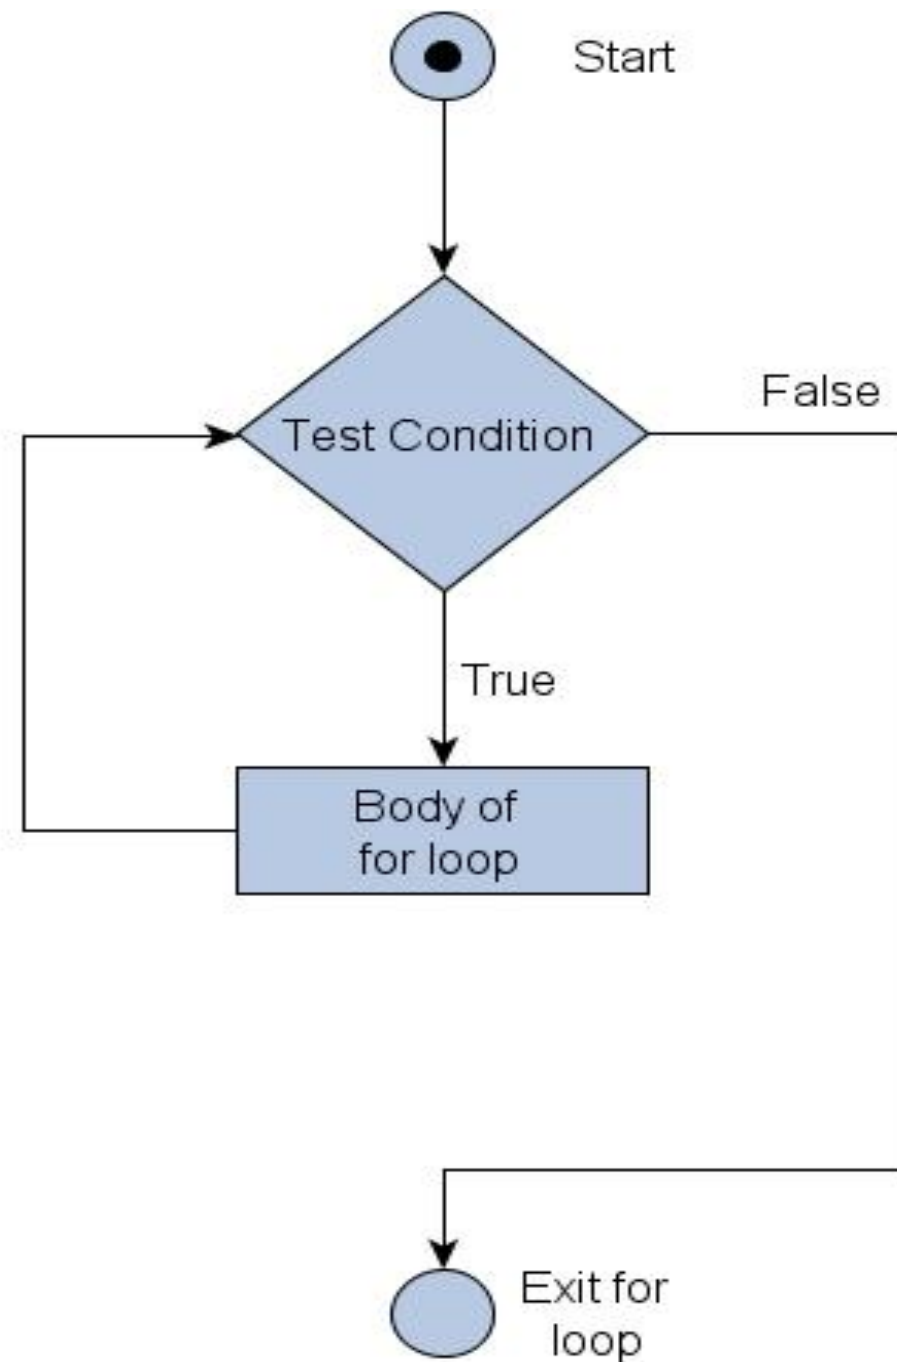 Start
False
Test Condition
True
Body of
for loop
Exit for
loop